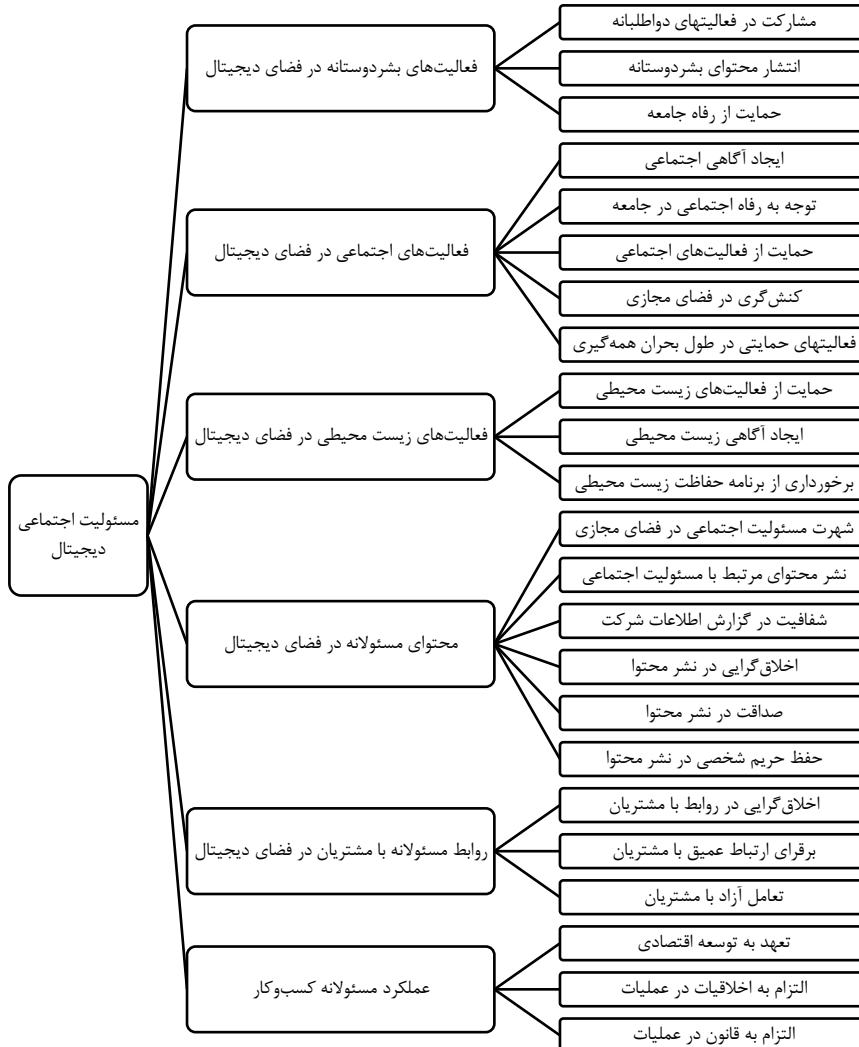 مسئولیت اجتماعی
دیجیتال
فعالیت‌های بشردوستانه در فضای دیجیتال
مشارکت در فعالیتهای دواطلبانه
انتشار محتوای بشردوستانه
حمایت از رفاه جامعه
فعالیت‌های اجتماعی در فضای دیجیتال
ایجاد آگاهی اجتماعی
توجه به رفاه اجتماعی در جامعه
حمایت از فعالیت‌های اجتماعی
کنش‌گری در فضای مجازی
فعالیتهای حمایتی در طول بحران همه‌گیری
فعالیت‌های زیست محیطی در فضای دیجیتال
حمایت از فعالیت‌های زیست محیطی
ایجاد آگاهی زیست محیطی
برخورداری از برنامه حفاظت زیست محیطی
محتوای مسئولانه در فضای دیجیتال
شهرت مسئولیت اجتماعی در فضای مجازی
نشر محتوای مرتبط با مسئولیت اجتماعی
شفافیت در گزارش اطلاعات شرکت
اخلاق‌گرایی در نشر محتوا
صداقت در نشر محتوا
حفظ حریم شخصی در نشر محتوا
روابط مسئولانه با مشتریان در فضای دیجیتال
اخلاق‌گرایی در روابط با مشتریان
برقرای ارتباط عمیق با مشتریان
تعامل آزاد با مشتریان
عملکرد مسئولانه کسب‌وکار
تعهد به توسعه اقتصادی
التزام به اخلاقیات در عملیات
التزام به قانون در عملیات